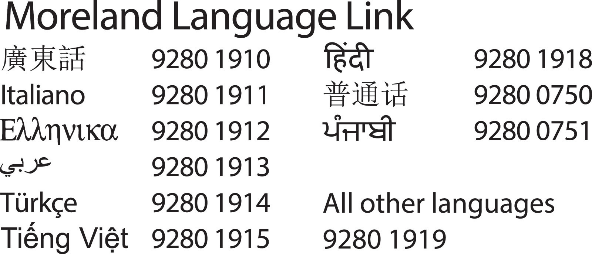 Moreland Language Link
廣東話 9280 1910
Italiano 9280 1911
Ελληνικα 9280 1912
عربي 9280 1913
Türkçe 9280 1914
Tiếng Việt 9280 1915
हिंदी 9280 1918
普通话 9280 0750
ਪੰਜਾਬੀ 9280 0751
All other languages
9280 1919